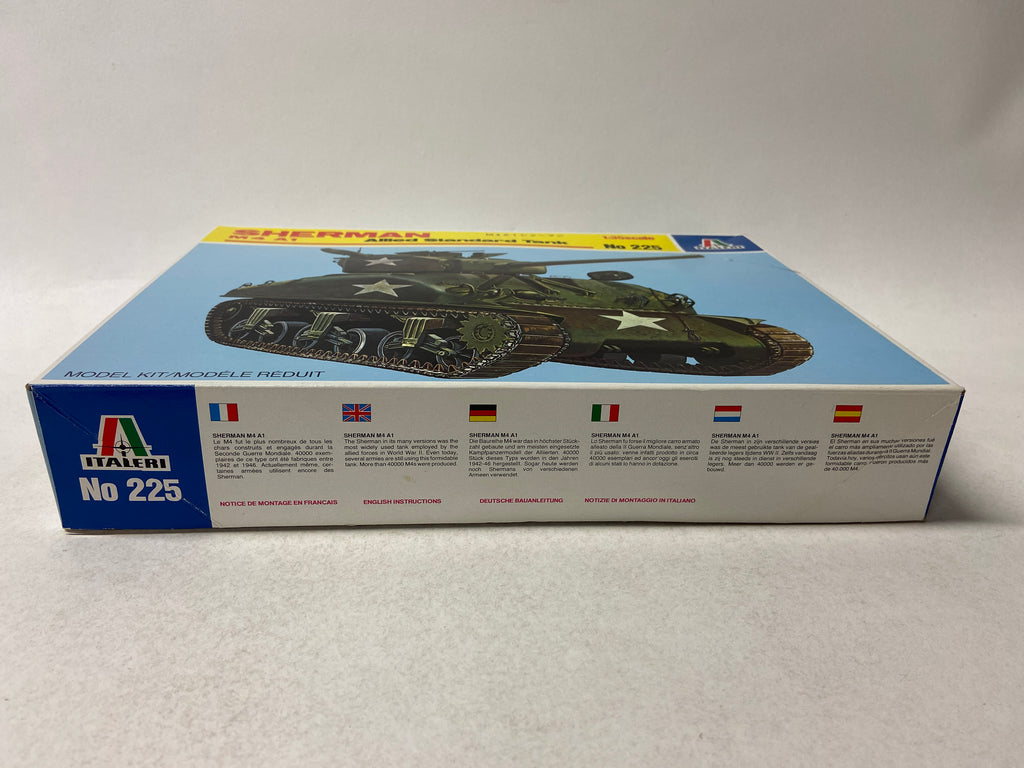 SHERMAN
M4 A1
Allied Standard Tank
1:35scale
No 225
ITALERI
MODEL KIT/MODÈLE RÉDUIT
ITALERI
No 225
SHERMAN M4 A1
Le M4 fut le plus nombreux de tous les
chars construits et engagés durant la
Seconde Guerre Mondiale. 40000 exem-
plaires de ce type ont été fabriqués entre
1942 et 1946. Actuellement même, cer-
taines armées utilisent encore des
Sherman.
NOTICE DE MONTAGE EN FRANÇAIS
SHERMAN M4 A1
The Sherman in its many versions was the
most widely used tank employed by the
allied forces in World War II. Even today,
several armies are still using this formidable
tank. More than 40000 M4s were produced.
ENGLISH INSTRUCTIONS
SHERMAN M4 A1
Die Baureihe M4 war das in höchster Stück-
zahl gebaute und am meisten eingesetzte
Kampfpanzermodell der Alliierten. 40000
Stück dieses Typs wurden in den Jahren
1942-46 hergestellt. Sogar heute werden
noch Shermans von verschiedenen
Armeen verwendet.
DEUTSCHE BAUANLEITUNG
SHERMAN M4 A1
Lo Sherman fu forse il migliore carro armato
alleato della II Guerra Mondiale, senz'altro
il più usato: venne infatti prodotto in circa
40000 esemplari ed ancor oggi gli eserciti
di alcuni stati lo hanno in dotazione.
NOTIZIE DI MONTAGGIO IN ITALIANO
SHERMAN M4 A1
De Sherman in zijn verschillende versies
was de meest gebruikte tank van de geal-
lieerde legers tijdens WW II. Zelfs vandaag
is zij nog steeds in dienst in verschillende
legers. Meer dan 40000 werden er ge-
bouwd.
SHERMAN M4 A1
El Sherman en sus muchas versiones fué
el carro más ampliamente utilizado por las
fuerzas aliadas durante la II Guerra Mundial.
Todavía hoy, varios ejércitos usan aún este
formidable carro. Fueron producidos más
de 40.000 M4.